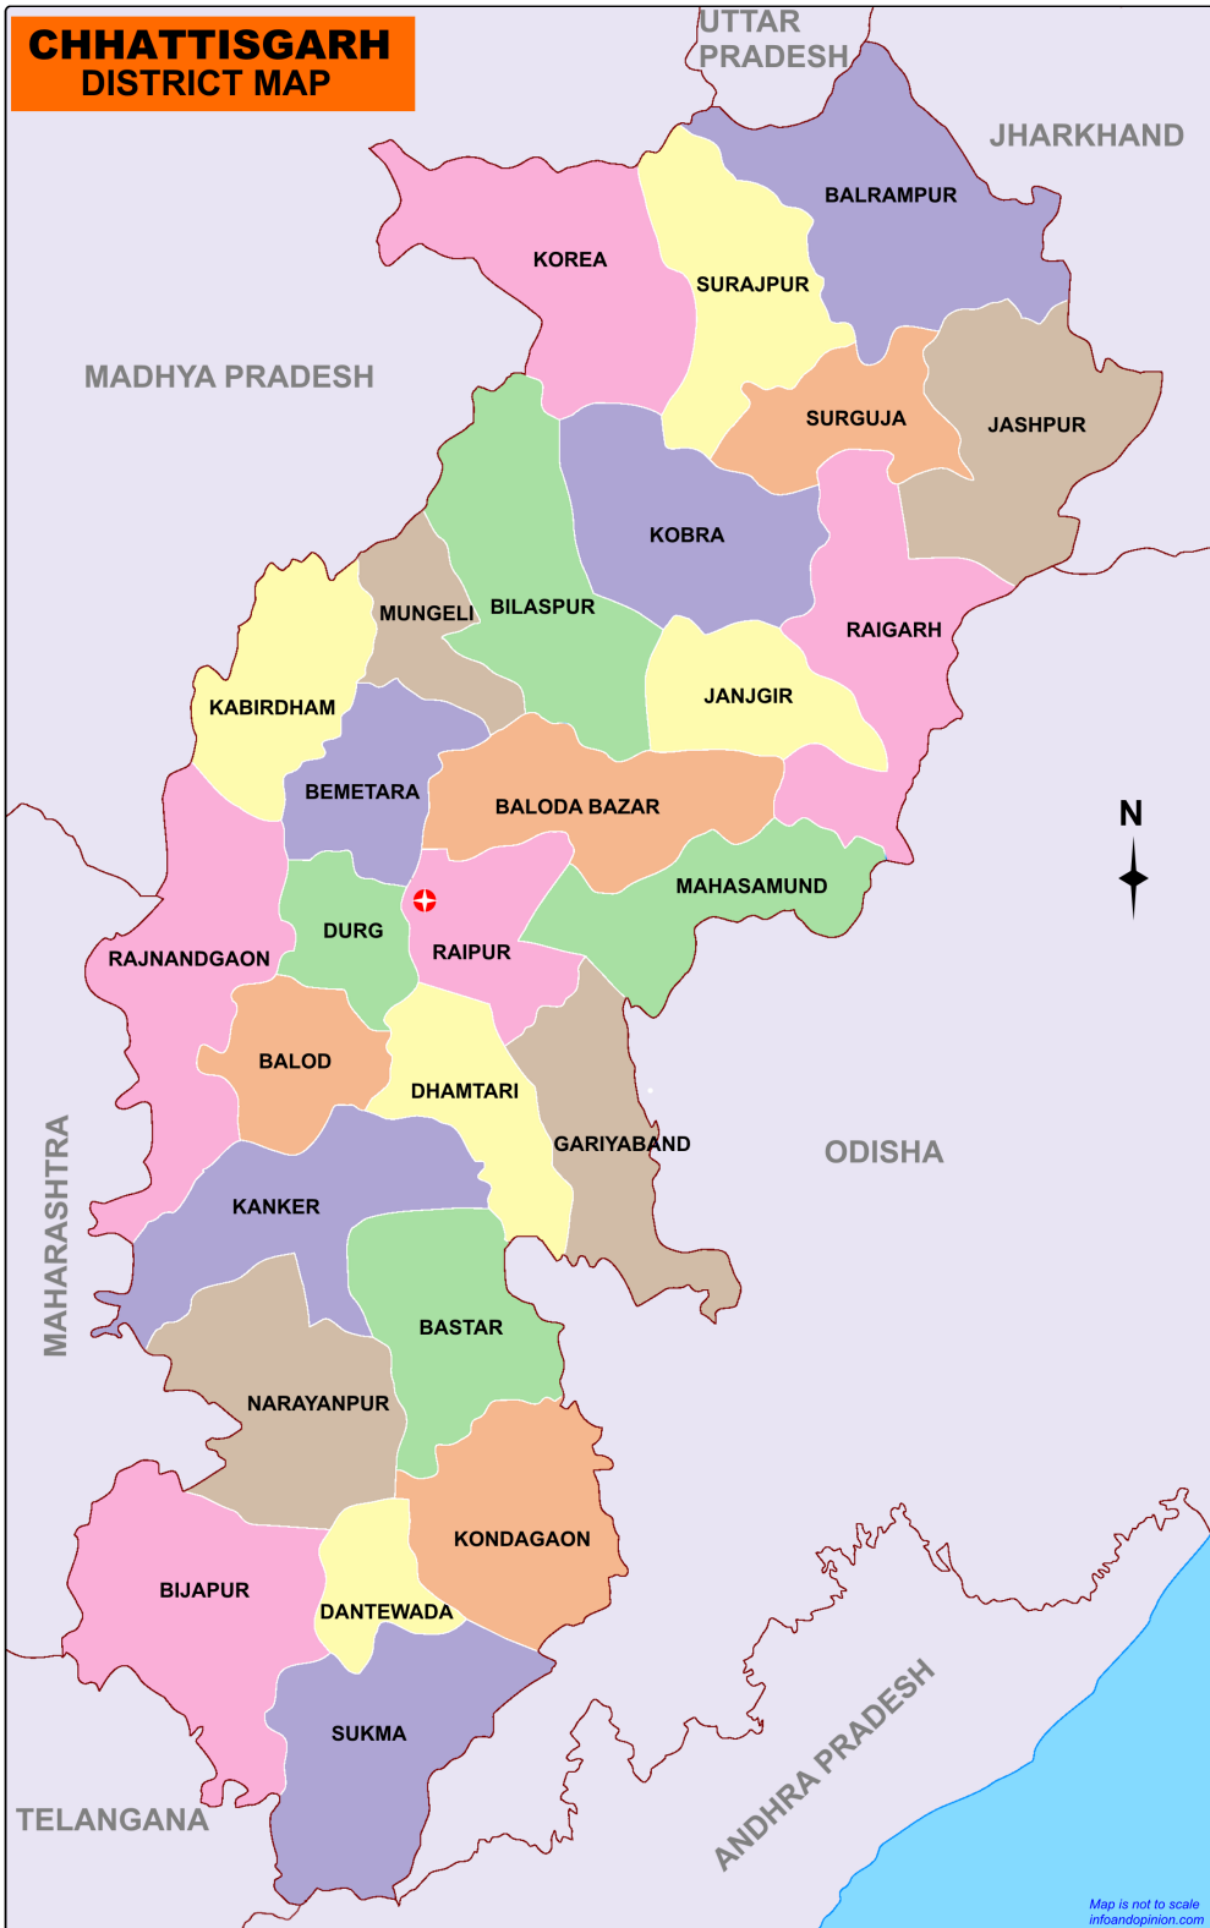 CHHATTISGARH
DISTRICT MAP
UTTAR
PRADESH
JHARKHAND
BALRAMPUR
KOREA
SURAJPUR
MADHYA PRADESH
SURGUJA
JASHPUR
KOBRA
BILASPUR
MUNGELI
RAIGARH
JANJGIR
KABIRDHAM
BEMETARA
BALODA BAZAR
N
MAHASAMUND
DURG
RAIPUR
RAJNANDGAON
BALOD
DHAMTARI
GARIYABAND
ODISHA
MAHARASHTRA
KANKER
BASTAR
NARAYANPUR
KONDAGAON
BIJAPUR
DANTEWADA
SUKMA
ANDHRA PRADESH
TELANGANA
Map is not to scale
infoandopinion.com